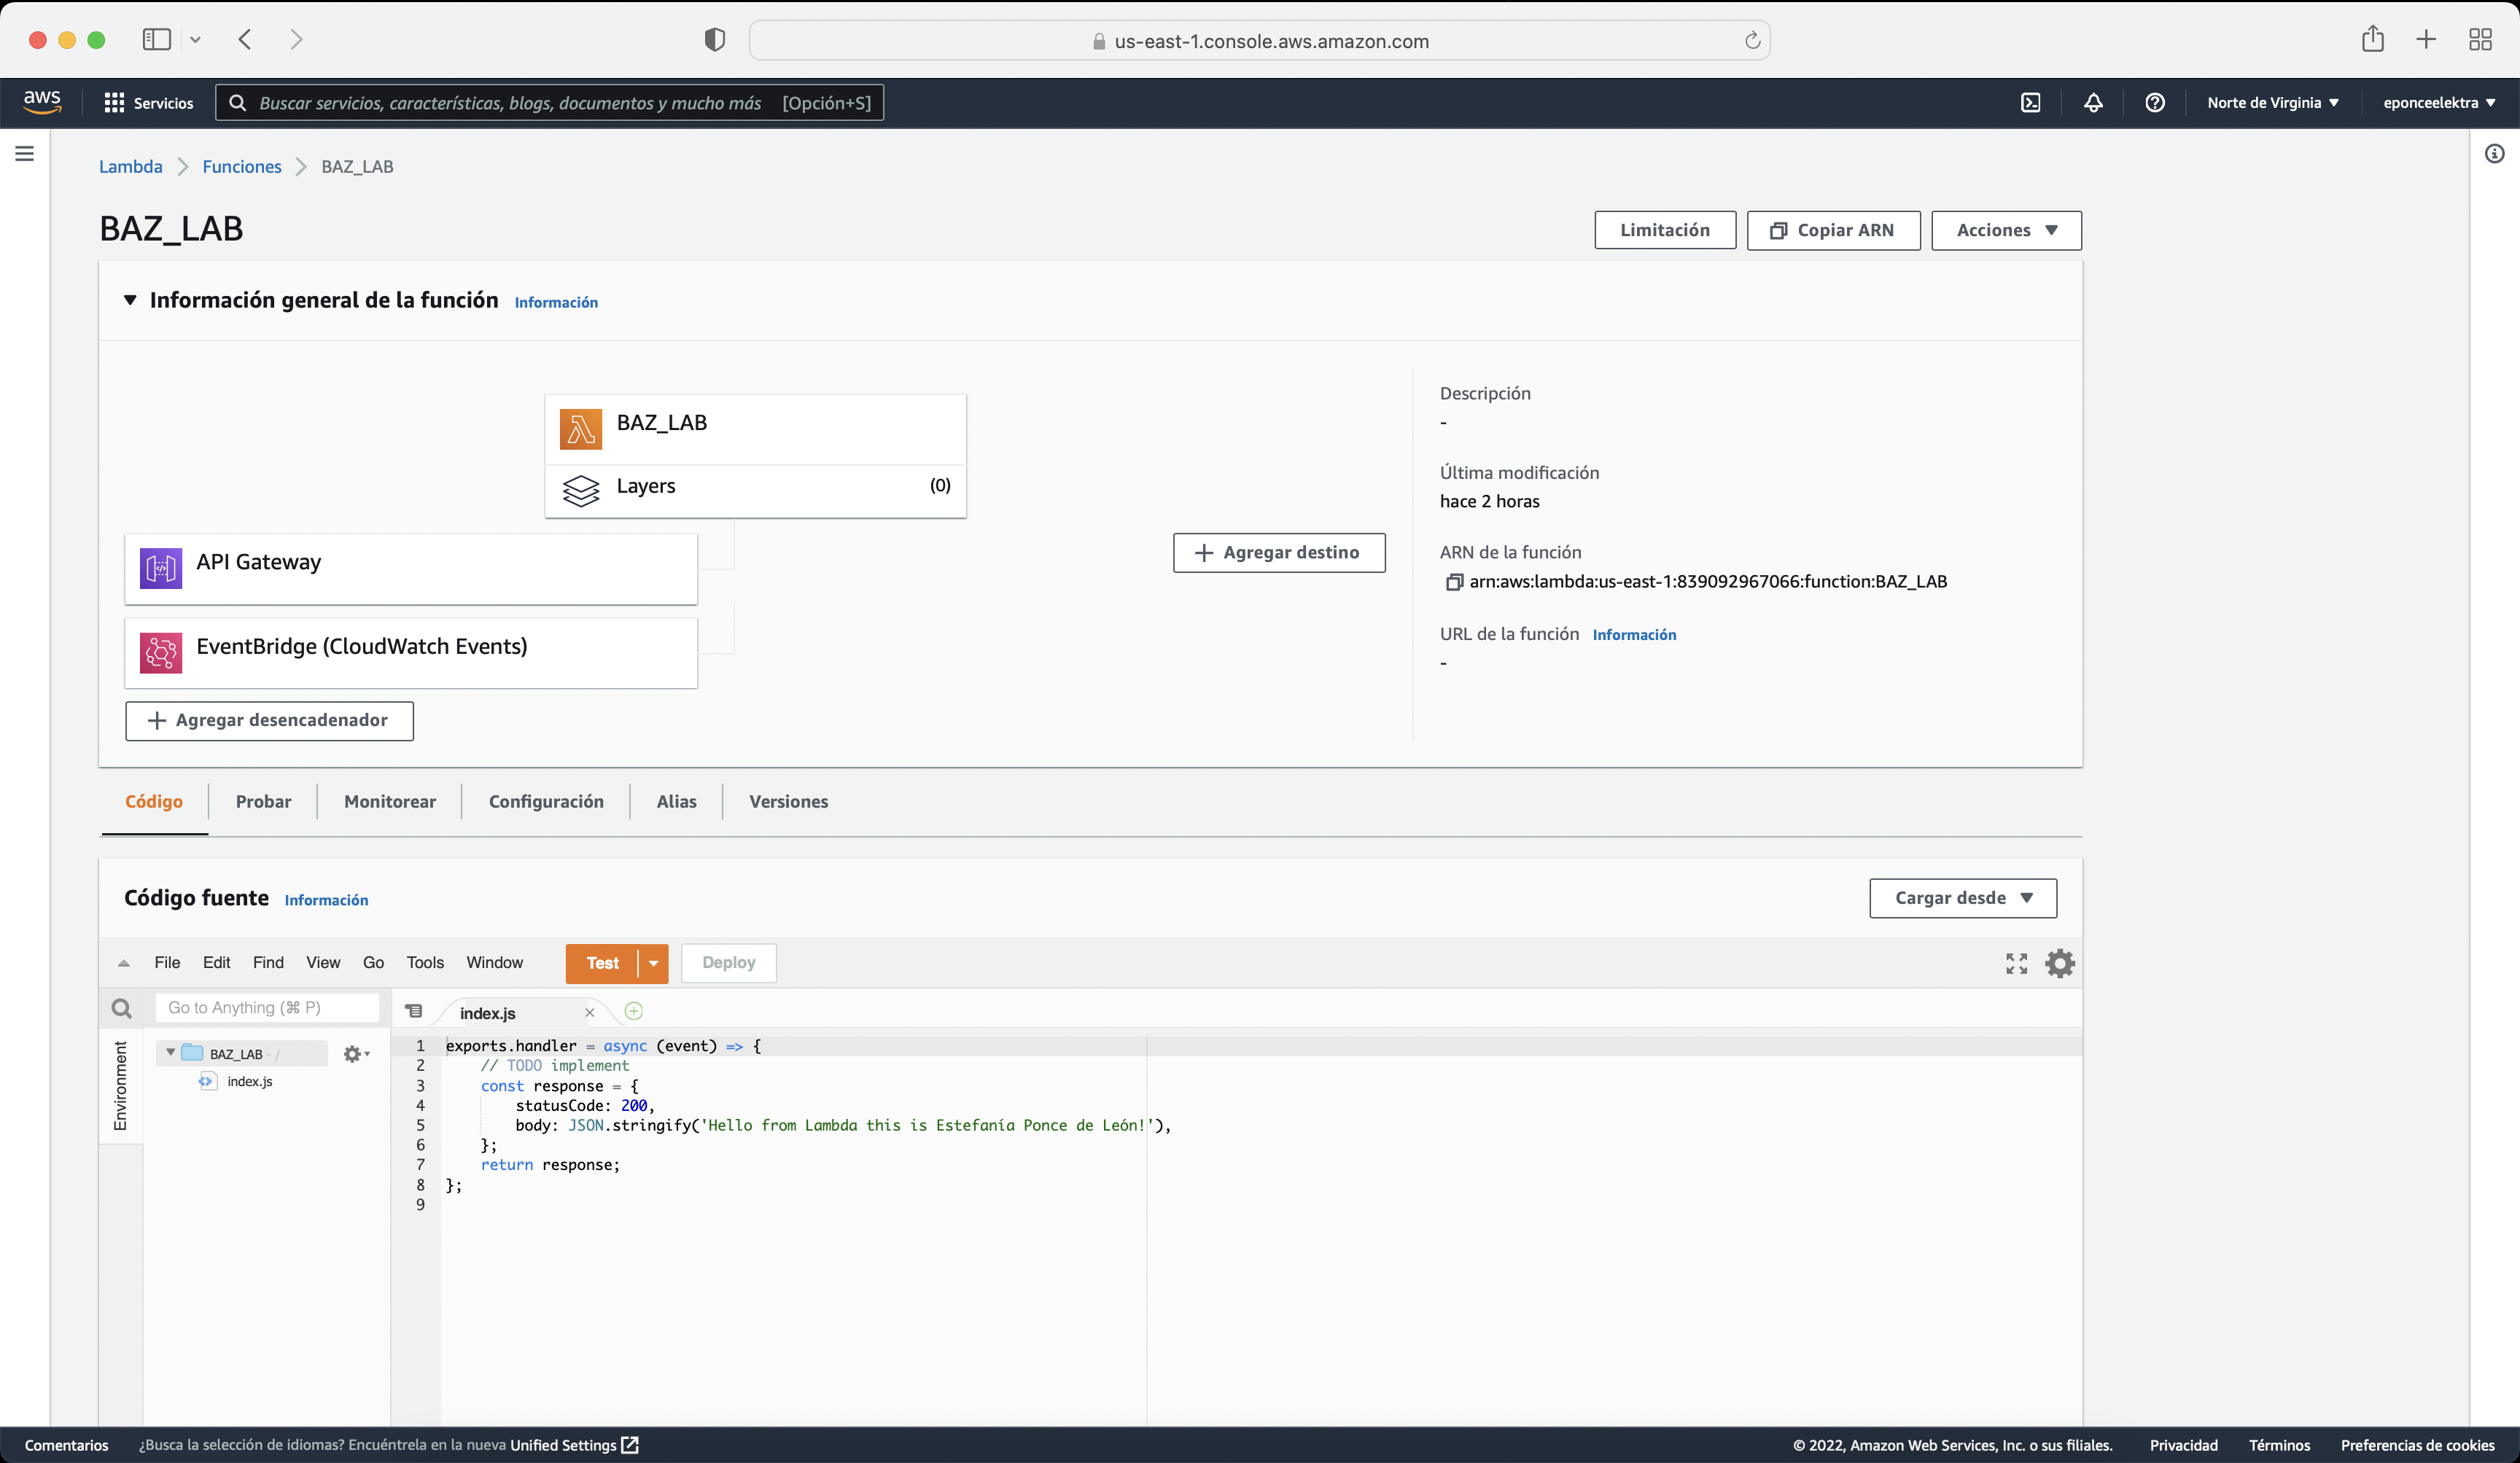 us-east-1.console.aws.amazon.com
aws Servicios Buscar servicios, características, blogs, documentos y mucho más [Opción+S] Norte de Virginia eponceelektra
Lambda Funciones BAZ_LAB
BAZ_LAB Limitación Copiar ARN Acciones
Información general de la función Información
BAZ_LAB
Layers (0)
API Gateway
EventBridge (CloudWatch Events)
+ Agregar desencadenador
+ Agregar destino
Descripción
-
Última modificación
hace 2 horas
ARN de la función
arn:aws:lambda:us-east-1:839092967066:function:BAZ_LAB
URL de la función Información
-
Código Probar Monitorear Configuración Alias Versiones
Código fuente Información Cargar desde
File Edit Find View Go Tools Window Test Deploy
Go to Anything (⌘ P) index.js
Environment
BAZ_LAB - /
index.js
1 exports.handler = async (event) => {
2 // TODO implement
3 const response = {
4 statusCode: 200,
5 body: JSON.stringify('Hello from Lambda this is Estefanía Ponce de León!'),
6 };
7 return response;
8 };
9
Comentarios ¿Busca la selección de idiomas? Encuéntrela en la nueva Unified Settings © 2022, Amazon Web Services, Inc. o sus filiales. Privacidad Términos Preferencias de cookies